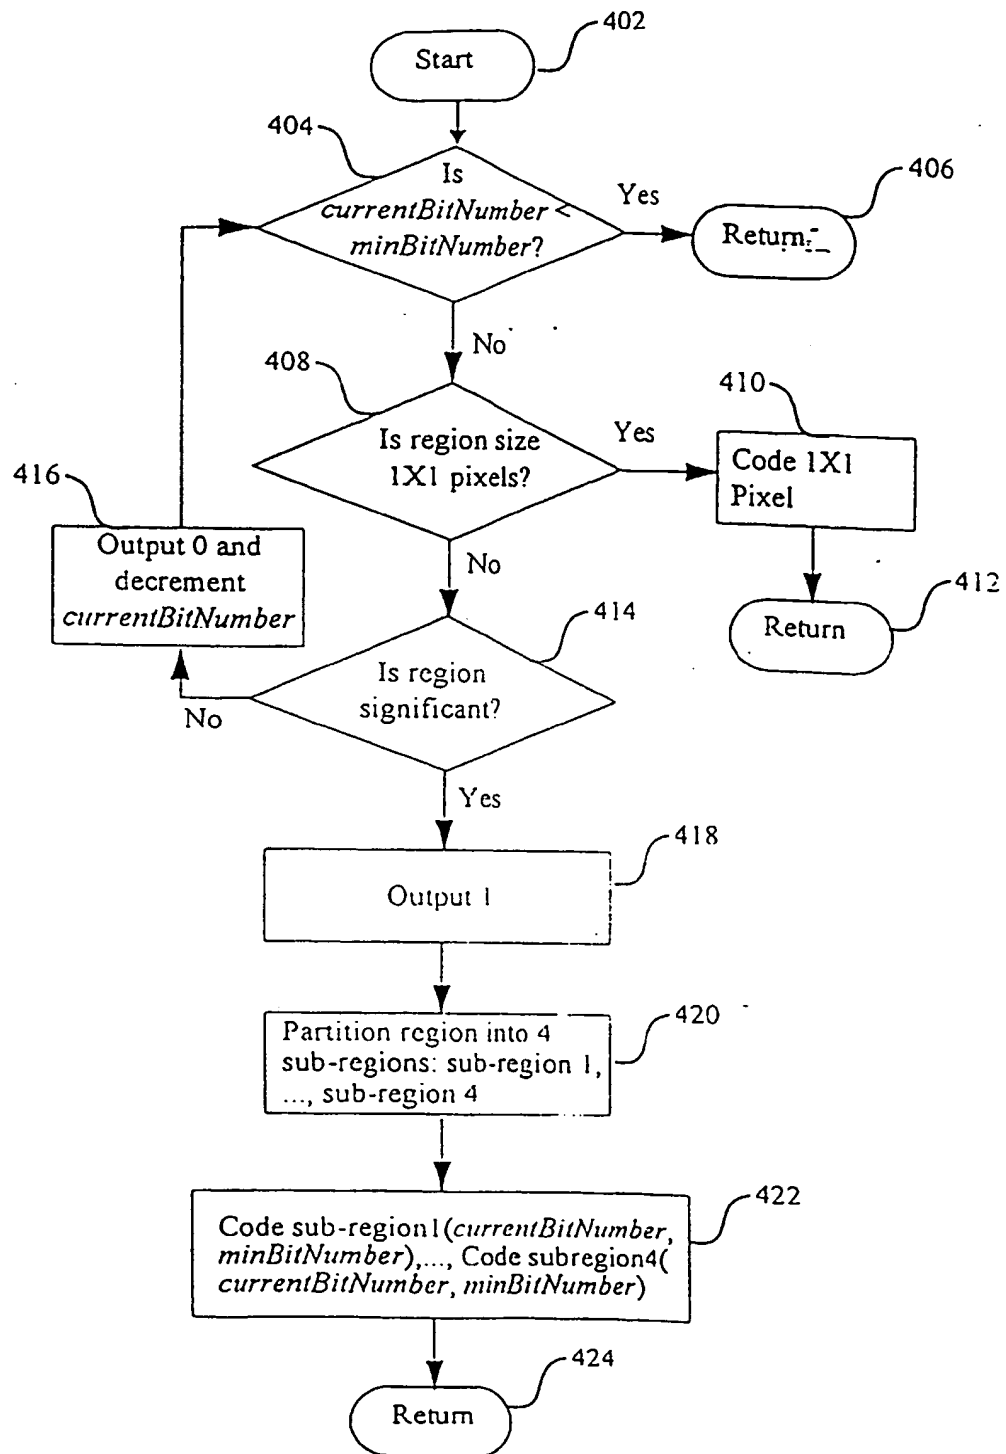 402
Start
404
Is
currentBitNumber <
minBitNumber?
Yes
406
Return
No
408
Is region size
1X1 pixels?
Yes
410
Code 1X1
Pixel
416
Output 0 and
decrement
currentBitNumber
No
412
Return
414
Is region
significant?
No
Yes
418
Output 1
420
Partition region into 4
sub-regions: sub-region 1,
..., sub-region 4
422
Code sub-region1(currentBitNumber,
minBitNumber),..., Code subregion4(
currentBitNumber, minBitNumber)
424
Return